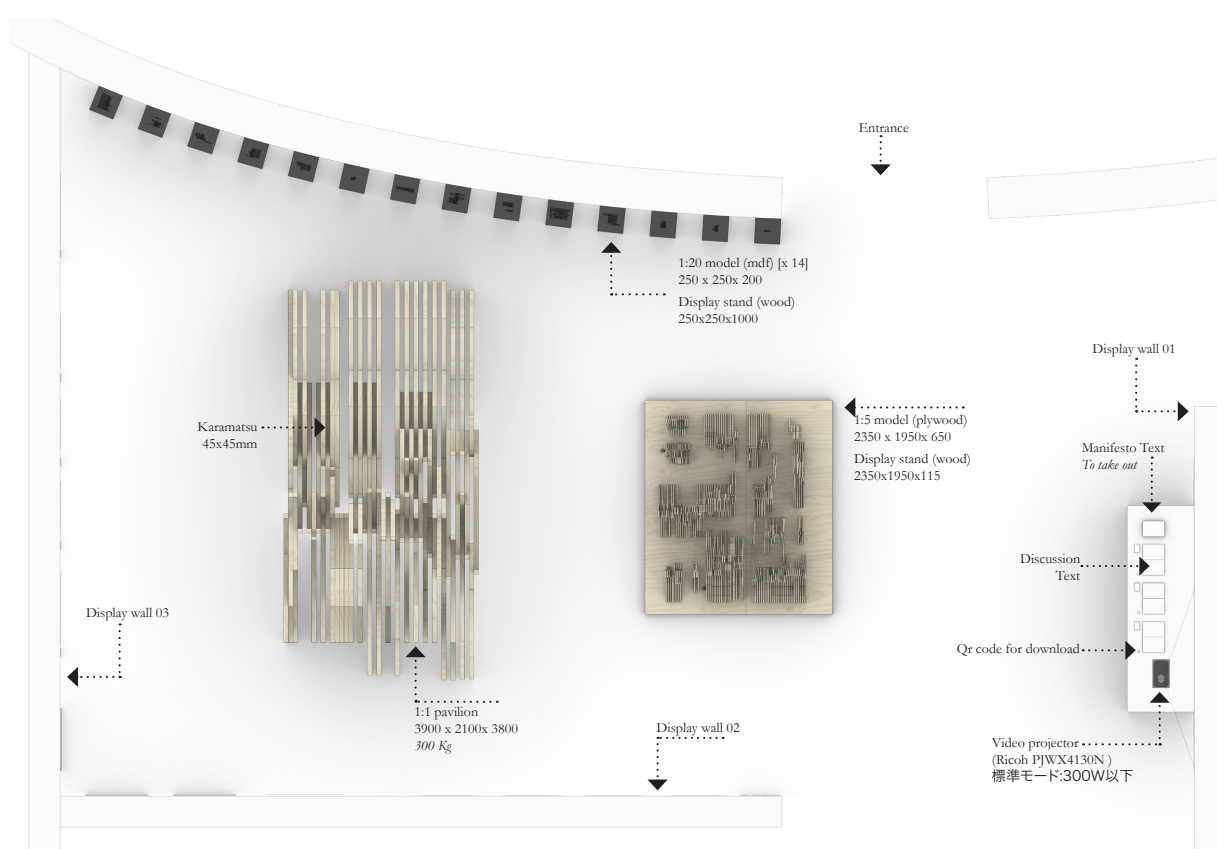 Entrance
1:20 model (mdf) [x 14]
250 x 250x 200
Display stand (wood)
250x250x1000
Display wall 01
Karamatsu
45x45mm
1:5 model (plywood)
2350 x 1950x 650
Display stand (wood)
2350x1950x115
Manifesto Text
To take out
Discussion
Text
Display wall 03
Qr code for download
1:1 pavilion
3900 x 2100x 3800
300 Kg
Display wall 02
Video projector
(Ricoh PJWX4130N )
標準モード:300W以下